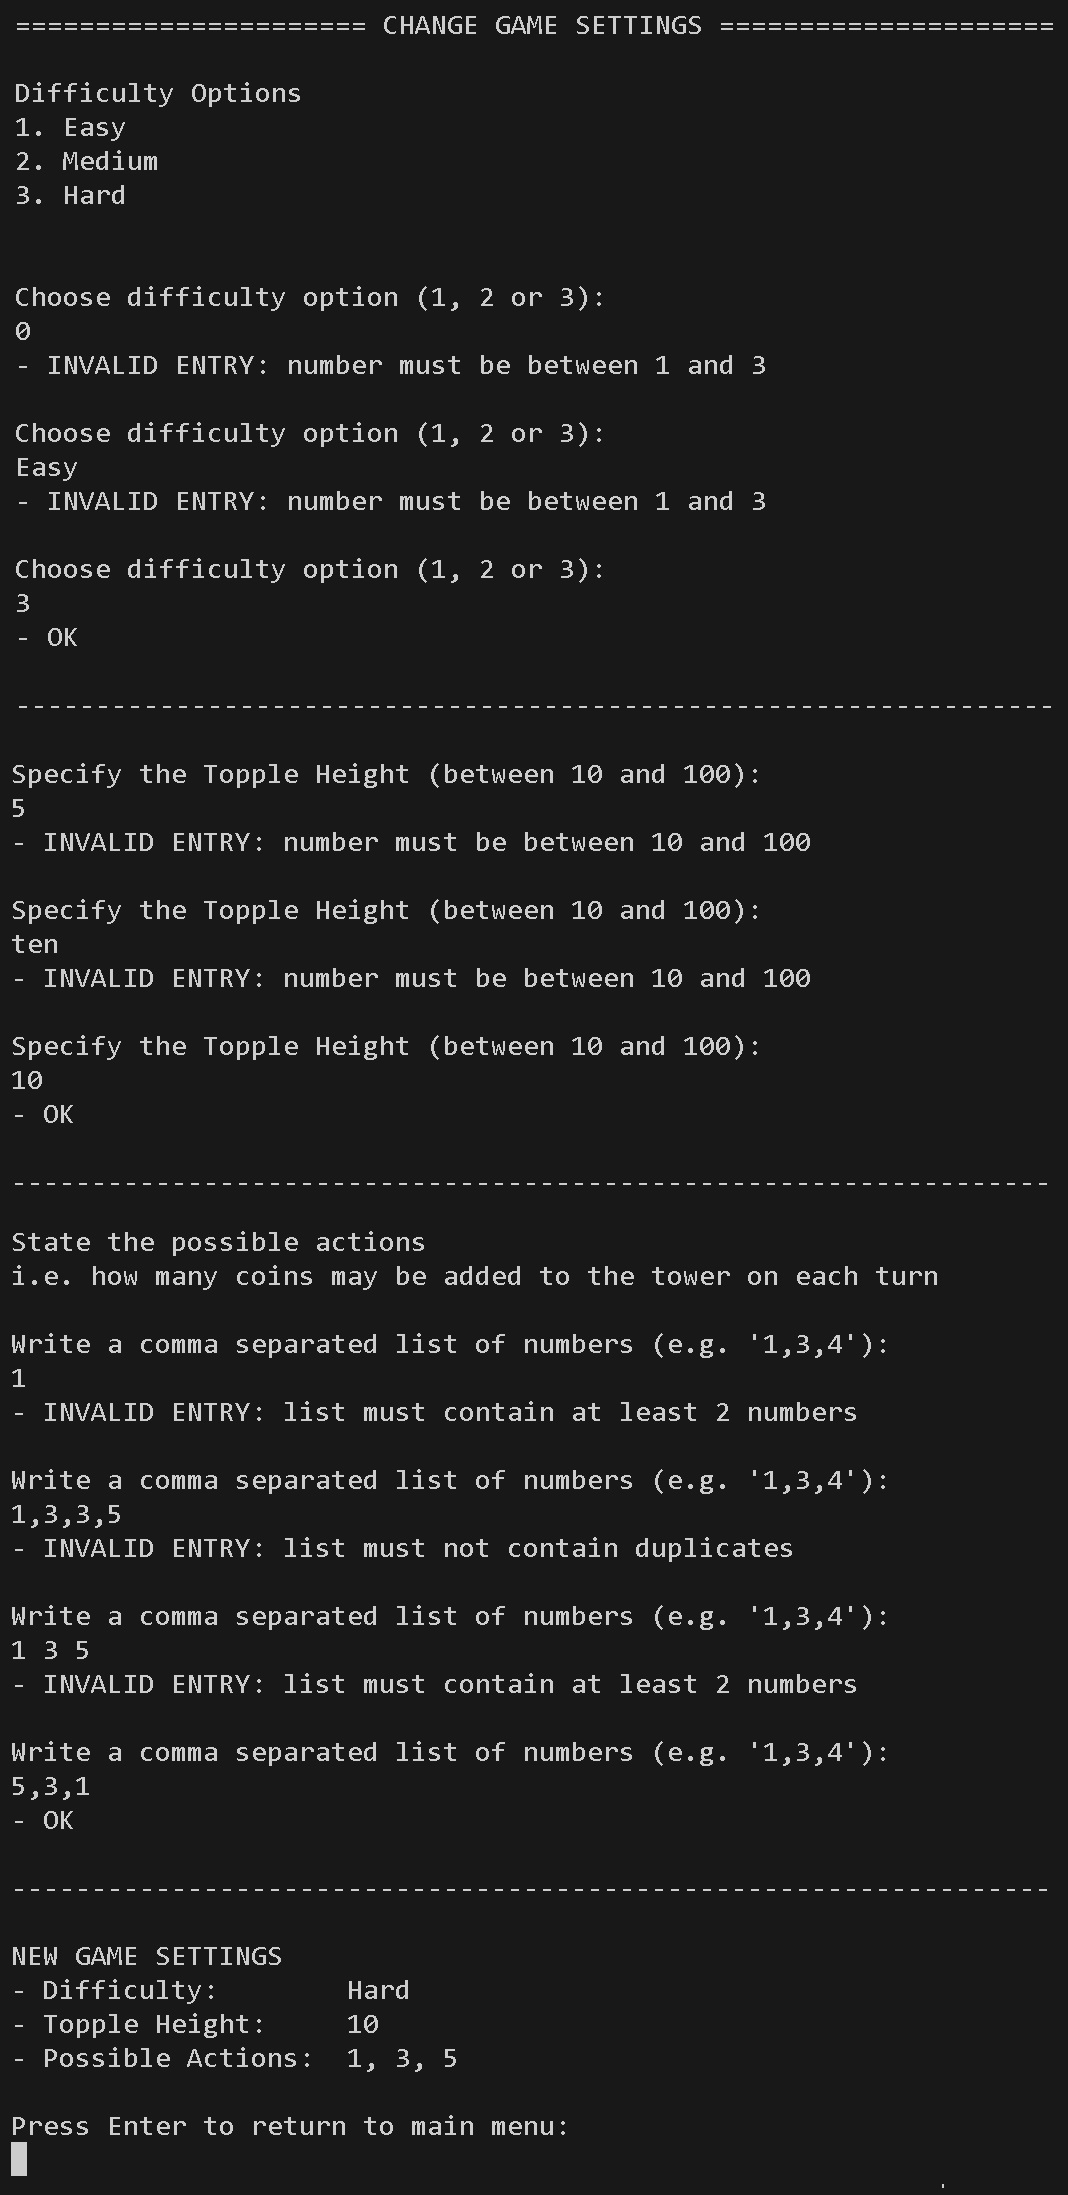 ====================== CHANGE GAME SETTINGS =====================
Difficulty Options
1. Easy
2. Medium
3. Hard
Choose difficulty option (1, 2 or 3):
0
- INVALID ENTRY: number must be between 1 and 3
Choose difficulty option (1, 2 or 3):
Easy
- INVALID ENTRY: number must be between 1 and 3
Choose difficulty option (1, 2 or 3):
3
- OK
-----------------------------------------------------------------
Specify the Topple Height (between 10 and 100):
5
- INVALID ENTRY: number must be between 10 and 100
Specify the Topple Height (between 10 and 100):
ten
- INVALID ENTRY: number must be between 10 and 100
Specify the Topple Height (between 10 and 100):
10
- OK
-----------------------------------------------------------------
State the possible actions
i.e. how many coins may be added to the tower on each turn
Write a comma separated list of numbers (e.g. '1,3,4'):
1
- INVALID ENTRY: list must contain at least 2 numbers
Write a comma separated list of numbers (e.g. '1,3,4'):
1,3,3,5
- INVALID ENTRY: list must not contain duplicates
Write a comma separated list of numbers (e.g. '1,3,4'):
1 3 5
- INVALID ENTRY: list must contain at least 2 numbers
Write a comma separated list of numbers (e.g. '1,3,4'):
5,3,1
- OK
-----------------------------------------------------------------
NEW GAME SETTINGS
- Difficulty:        Hard
- Topple Height:     10
- Possible Actions:  1, 3, 5
Press Enter to return to main menu: